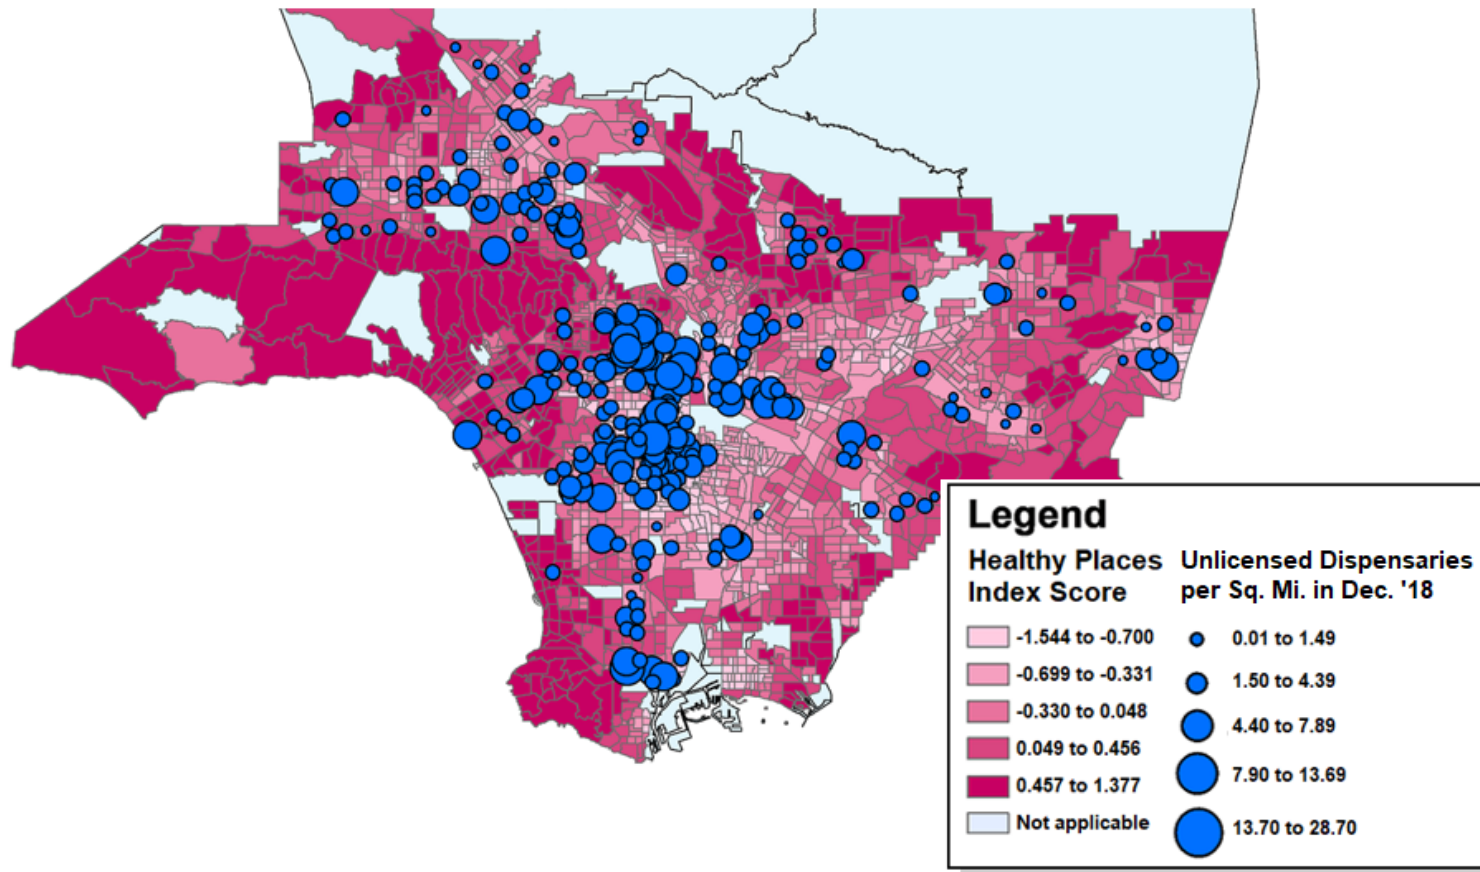 Legend
Healthy Places
Index Score
-1.544 to -0.700
-0.699 to -0.331
-0.330 to 0.048
0.049 to 0.456
0.457 to 1.377
Not applicable
Unlicensed Dispensaries
per Sq. Mi. in Dec. '18
0.01 to 1.49
1.50 to 4.39
4.40 to 7.89
7.90 to 13.69
13.70 to 28.70